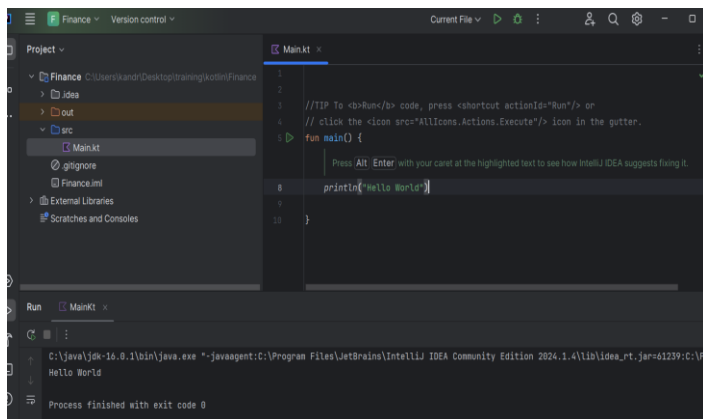 F Finance Version control Current File
Project
Main.kt
Finance C:\Users\kandr\Desktop\training\kotlin\Finance
.idea
out
src
Main.kt
.gitignore
Finance.iml
External Libraries
Scratches and Consoles
1
2
3 //TIP To <b>Run</b> code, press <shortcut actionId="Run"/> or
4 // click the <icon src="AllIcons.Actions.Execute"/> icon in the gutter.
5 fun main() {
Press Alt Enter with your caret at the highlighted text to see how IntelliJ IDEA suggests fixing it.
8 println("Hello World")
9
10 }
Run MainKt
C:\java\jdk-16.0.1\bin\java.exe "-javaagent:C:\Program Files\JetBrains\IntelliJ IDEA Community Edition 2024.1.4\lib\idea_rt.jar=61239:C:\P
Hello World
Process finished with exit code 0